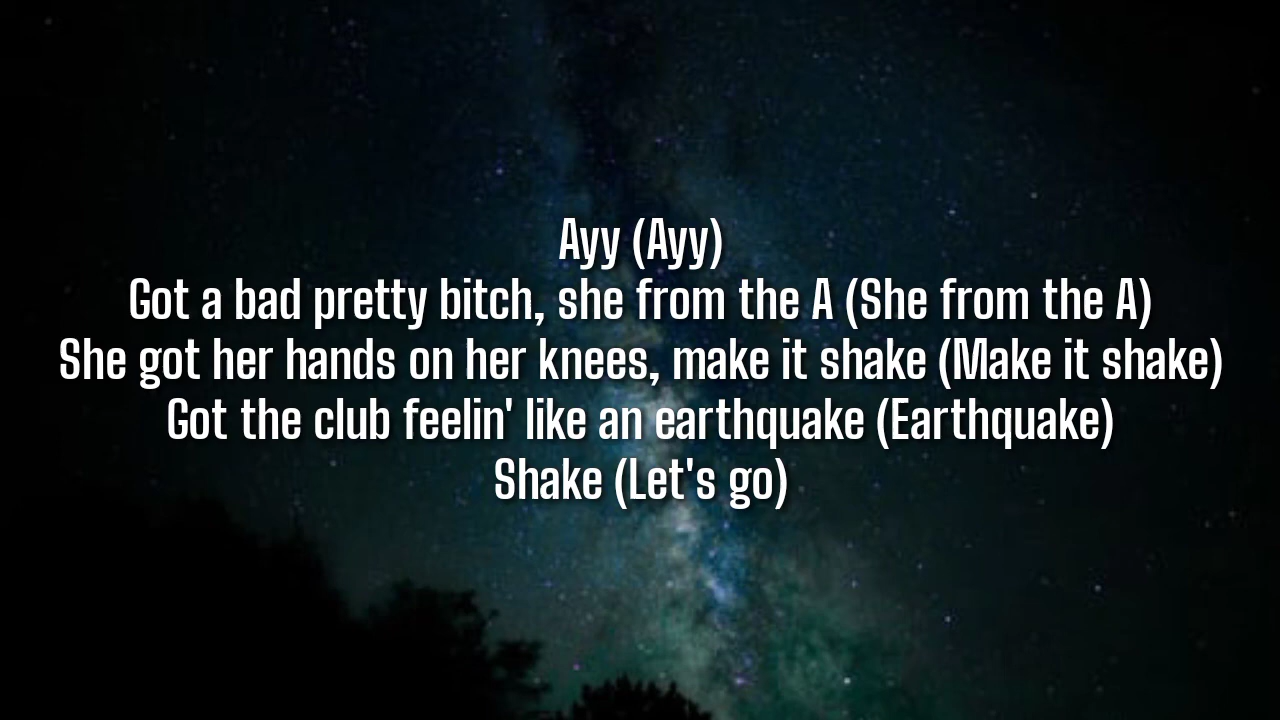 Ayy (Ayy)
Got a bad pretty bitch, she from the A (She from the A)
She got her hands on her knees, make it shake (Make it shake)
Got the club feelin' like an earthquake (Earthquake)
Shake (Let's go)